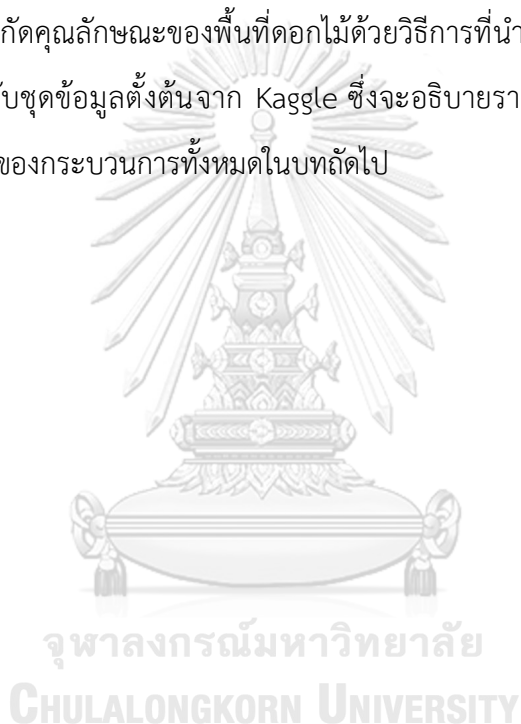 กัดคุณลักษณะของพื้นที่ดอกไม้ด้วยวิธีการที่นำ
บชุดข้อมูลตั้งต้นจาก Kaggle ซึ่งจะอธิบายรา
ของกระบวนการทั้งหมดในบทถัดไป
จุฬาลงกรณ์มหาวิทยาลัย
CHULALONGKORN UNIVERSITY